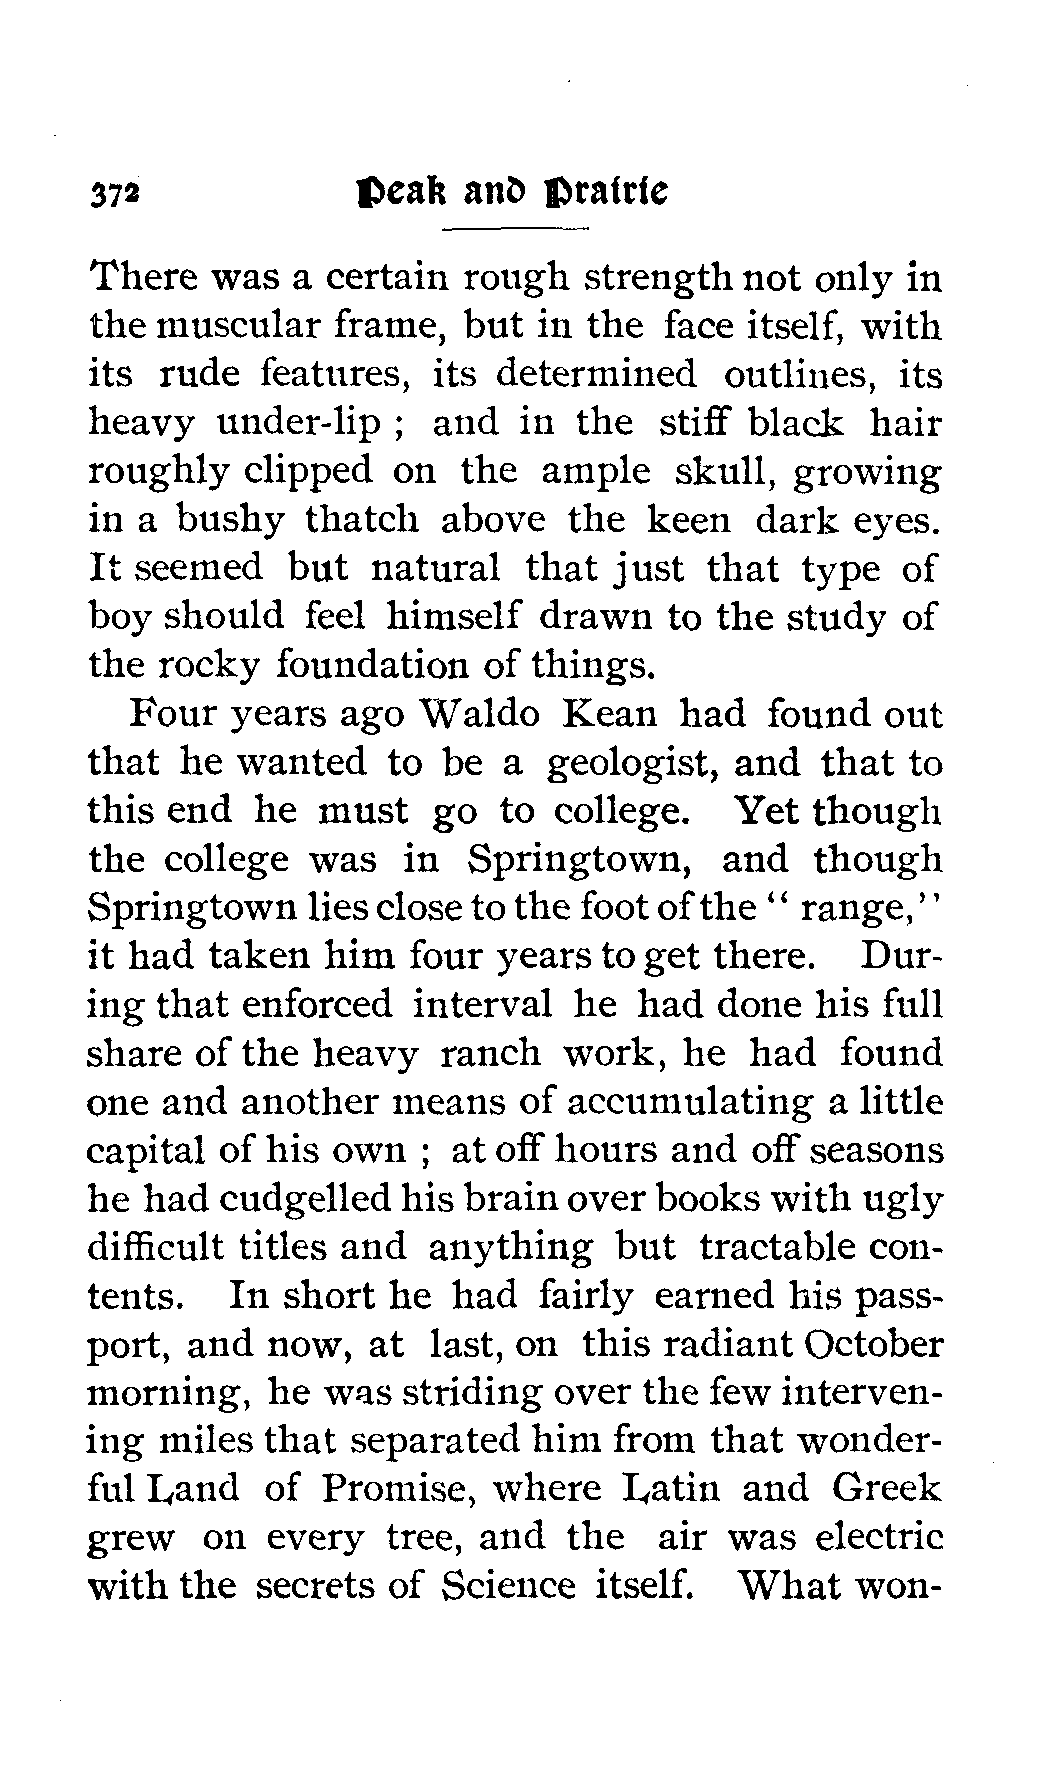 372 Peak and Prairie
There was a certain rough strength not only in
the muscular frame, but in the face itself, with
its rude features, its determined outlines, its
heavy under-lip ; and in the stiff black hair
roughly clipped on the ample skull, growing
in a bushy thatch above the keen dark eyes.
It seemed but natural that just that type of
boy should feel himself drawn to the study of
the rocky foundation of things.
Four years ago Waldo Kean had found out
that he wanted to be a geologist, and that to
this end he must go to college. Yet though
the college was in Springtown, and though
Springtown lies close to the foot of the " range,"
it had taken him four years to get there. Dur-
ing that enforced interval he had done his full
share of the heavy ranch work, he had found
one and another means of accumulating a little
capital of his own ; at off hours and off seasons
he had cudgelled his brain over books with ugly
difficult titles and anything but tractable con-
tents. In short he had fairly earned his pass-
port, and now, at last, on this radiant October
morning, he was striding over the few interven-
ing miles that separated him from that wonder-
ful Land of Promise, where Latin and Greek
grew on every tree, and the air was electric
with the secrets of Science itself. What won-